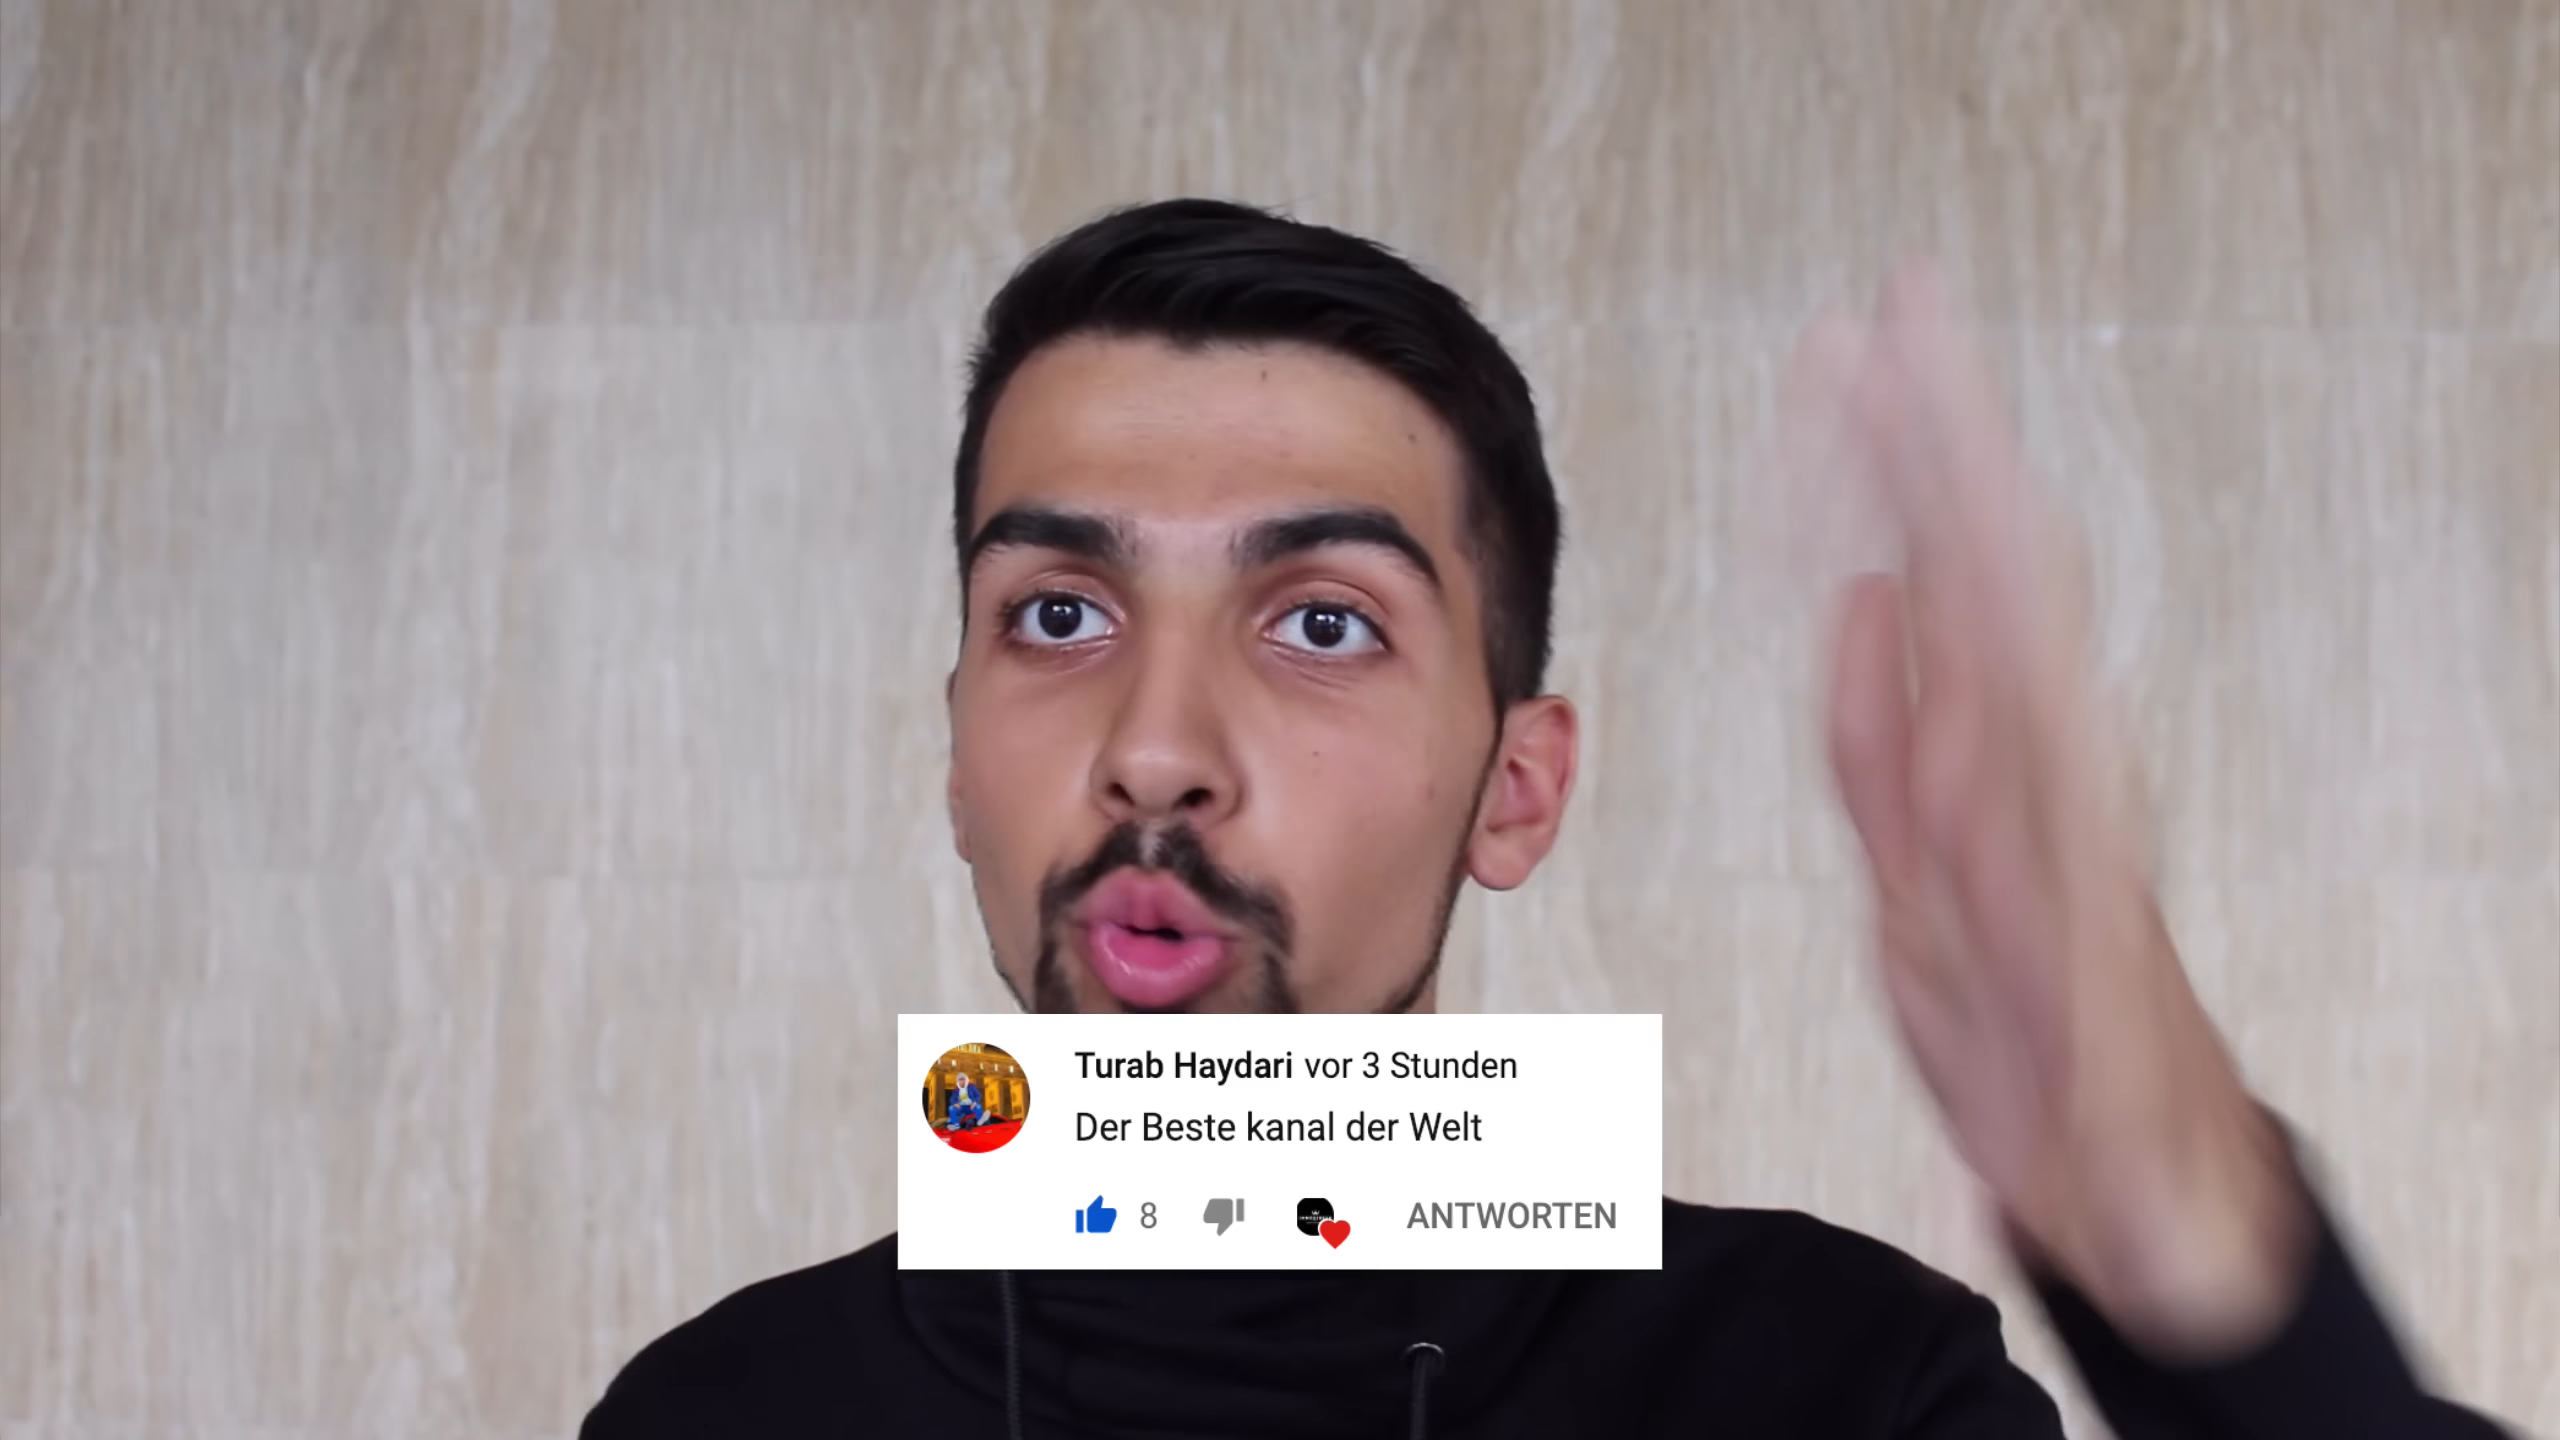 Turab Haydari vor 3 Stunden
Der Beste kanal der Welt
8
ANTWORTEN